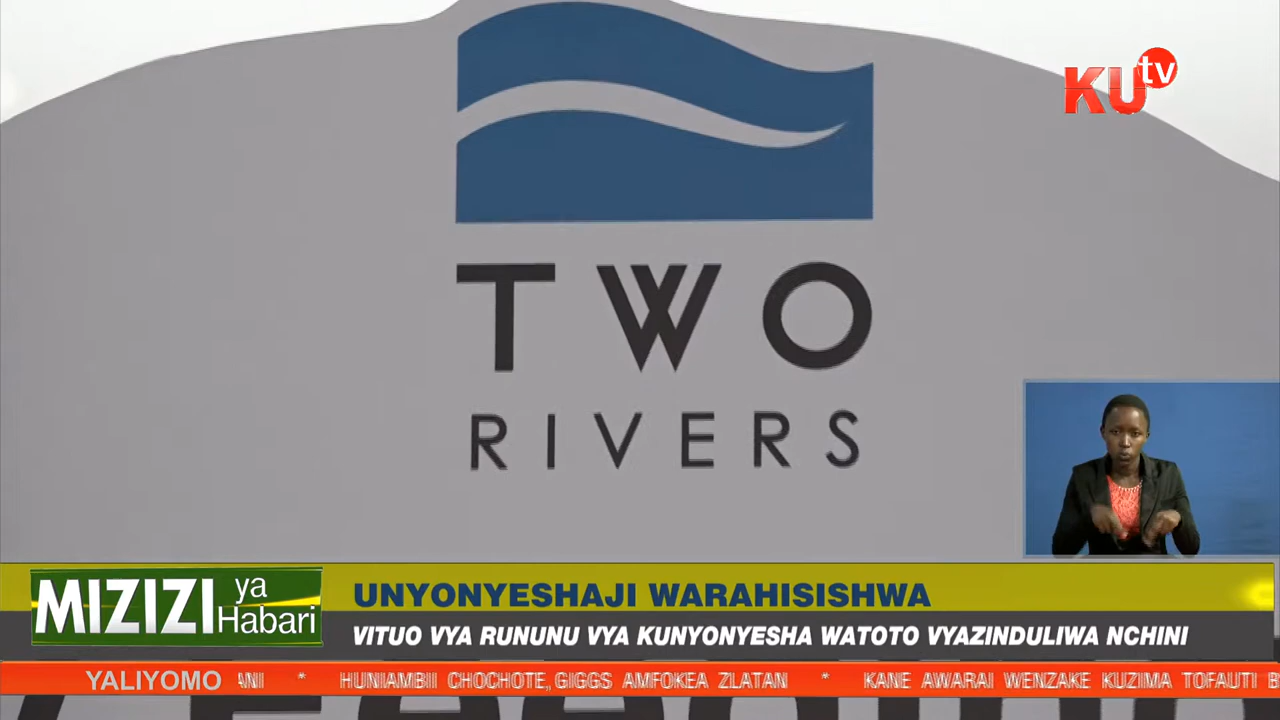 KU tv
TWO
RIVERS
MIZIZI ya Habari
UNYONYESHAJI WARAHISISHWA
VITUO VYA RUNUNU VYA KUNYONYESHA WATOTO VYAZINDULIWA NCHINI
YALIYOMO * HUNIAMBII CHOCHOTE, GIGGS AMFOKEA ZLATAN * KANE AWARAI WENZAKE KUZIMA TOFAUTI